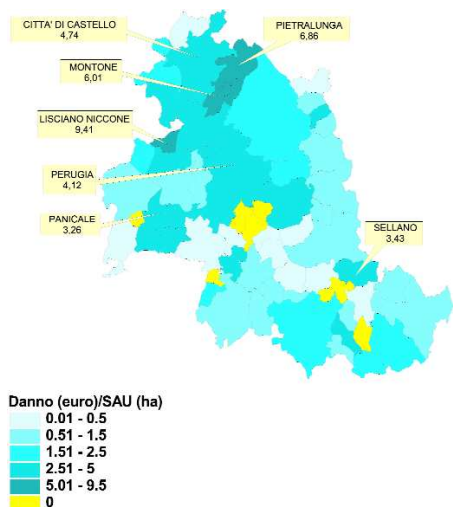 CITTA' DI CASTELLO
4,74
PIETRALUNGA
6,86
MONTONE
6,01
LISCIANO NICCONE
9,41
PERUGIA
4,12
PANICALE
3.26
SELLANO
3,43
Danno (euro)/SAU (ha)
0.01 - 0.5
0.51 - 1.5
1.51 - 2.5
2.51 - 5
5.01 - 9.5
0